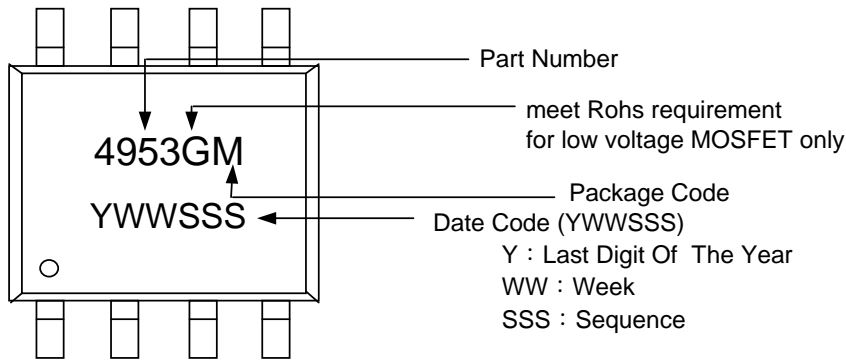 Part Number
meet Rohs requirement
for low voltage MOSFET only
4953GM
Package Code
YWWSSS
Date Code (YWWSSS)
Y：Last Digit Of The Year
WW：Week
SSS：Sequence